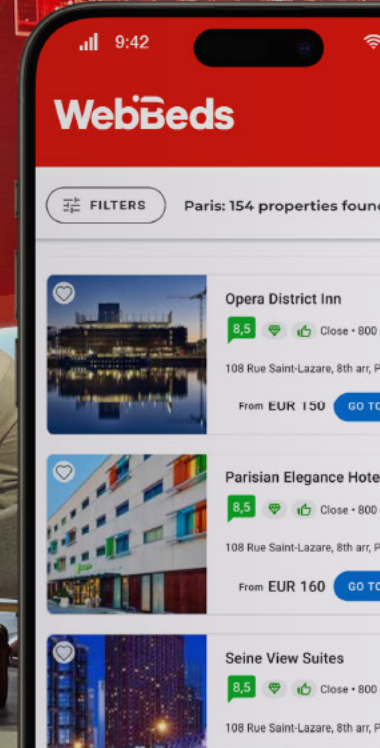 9:42
WebBeds
FILTERS
Paris: 154 properties found
Opera District Inn
8,5 Close • 800
108 Rue Saint-Lazare, 8th arr, P
From EUR 150 GO TO
Parisian Elegance Hote
8,5 Close • 800
108 Rue Saint-Lazare, 8th arr, P
From EUR 160 GO TO
Seine View Suites
8,5 Close • 800
108 Rue Saint-Lazare, 8th arr, P